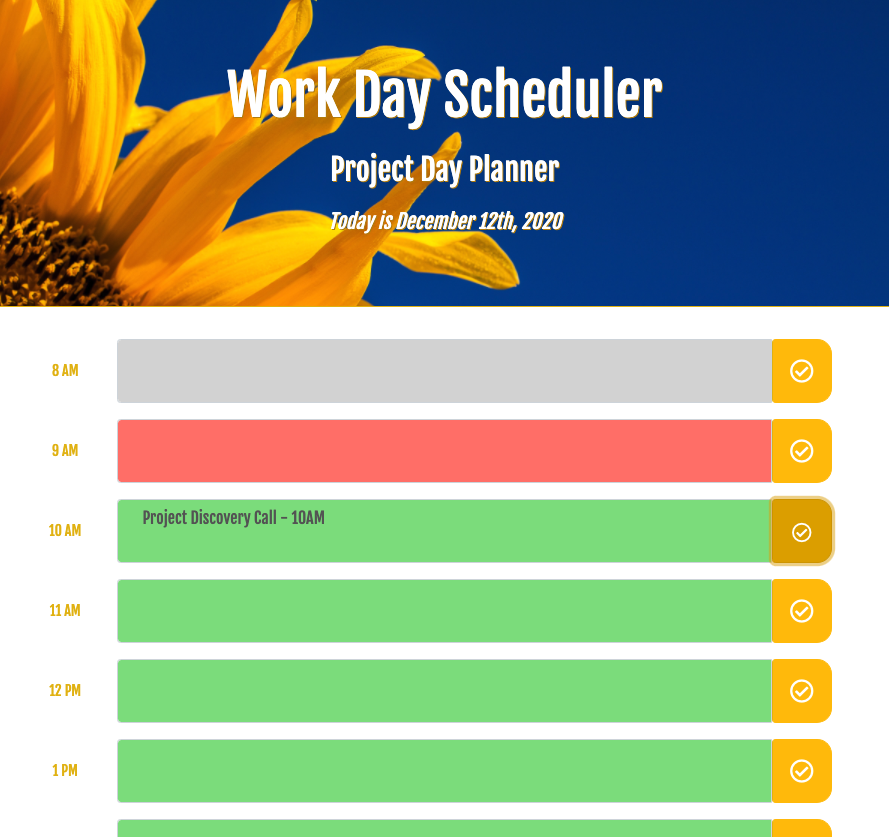 Work Day Scheduler
Project Day Planner
Today is December 12th, 2020
8 AM
9 AM
10 AM
Project Discovery Call - 10AM
11 AM
12 PM
1 PM